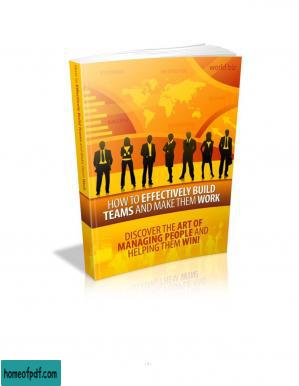 world biz
HOW TO EFFECTIVELY BUILD
TEAMS AND MAKE THEM WORK
DISCOVER THE ART OF
MANAGING PEOPLE AND
HELPING THEM WIN!
homeofpdf.com